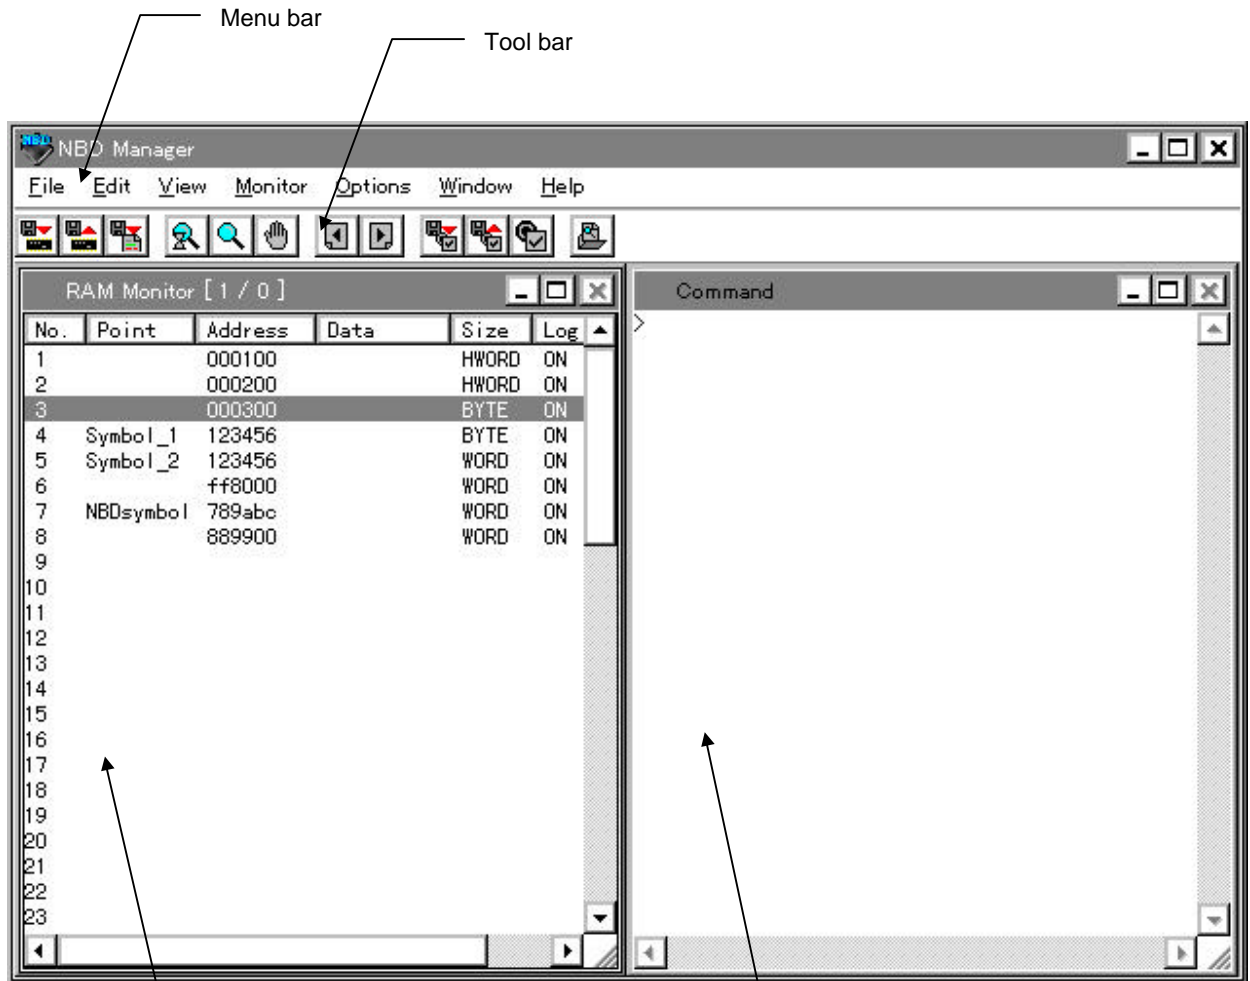 Menu bar
Tool bar
NBD
NBD Manager
File Edit View Monitor Options Window Help
RAM Monitor [ 1 / 0 ]
No. Point Address Data Size Log
1 000100 HWORD ON
2 000200 HWORD ON
3 000300 BYTE ON
4 Symbol_1 123456 BYTE ON
5 Symbol_2 123456 WORD ON
6 ff8000 WORD ON
7 NBDsymbol 789abc WORD ON
8 889900 WORD ON
9
10
11
12
13
14
15
16
17
18
19
20
21
22
23
Command
>